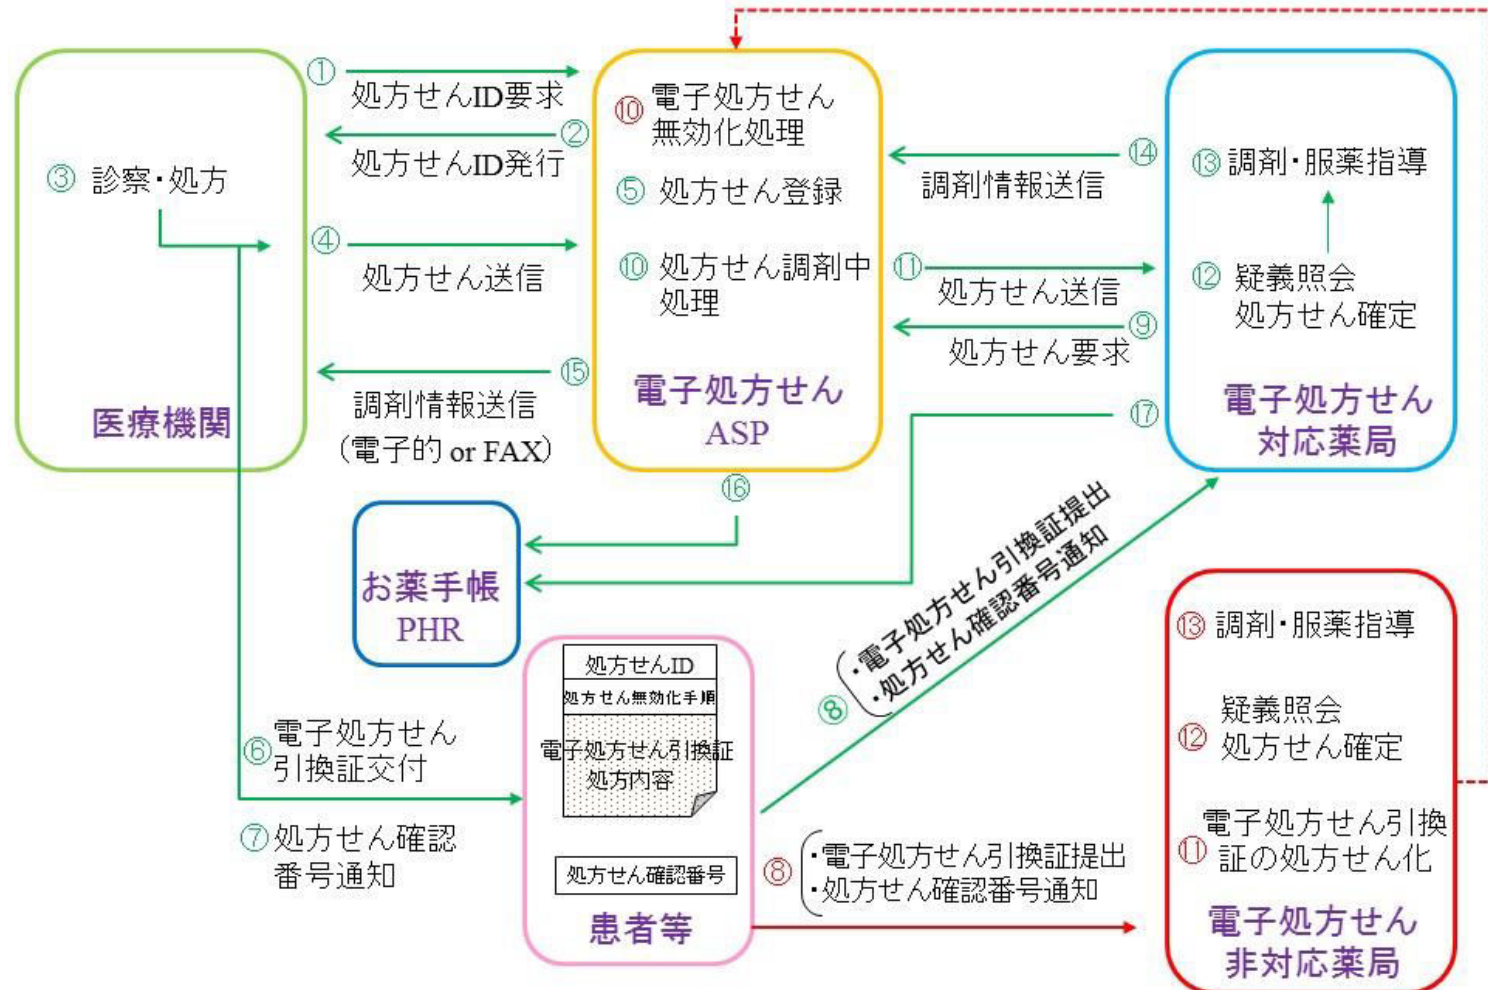 ①
処方せんID要求
②
処方せんID発行
③ 診察・処方
④
処方せん送信
⑮
調剤情報送信
（電子的 or FAX）
医療機関
⑩ 電子処方せん
無効化処理
⑤ 処方せん登録
⑩ 処方せん調剤中
処理
電子処方せん
ASP
⑭
調剤情報送信
⑪
処方せん送信
⑨
処方せん要求
⑰
⑬ 調剤・服薬指導
⑫ 疑義照会
処方せん確定
電子処方せん
対応薬局
⑯
お薬手帳
PHR
⑥ 電子処方せん
引換証交付
⑦ 処方せん確認
番号通知
処方せんID
処方せん無効化手順
電子処方せん引換証
処方内容
処方せん確認番号
患者等
⑧
・電子処方せん引換証提出
・処方せん確認番号通知
⑧ ・電子処方せん引換証提出
・処方せん確認番号通知
⑬ 調剤・服薬指導
⑫ 疑義照会
処方せん確定
⑪ 電子処方せん引換
証の処方せん化
電子処方せん
非対応薬局